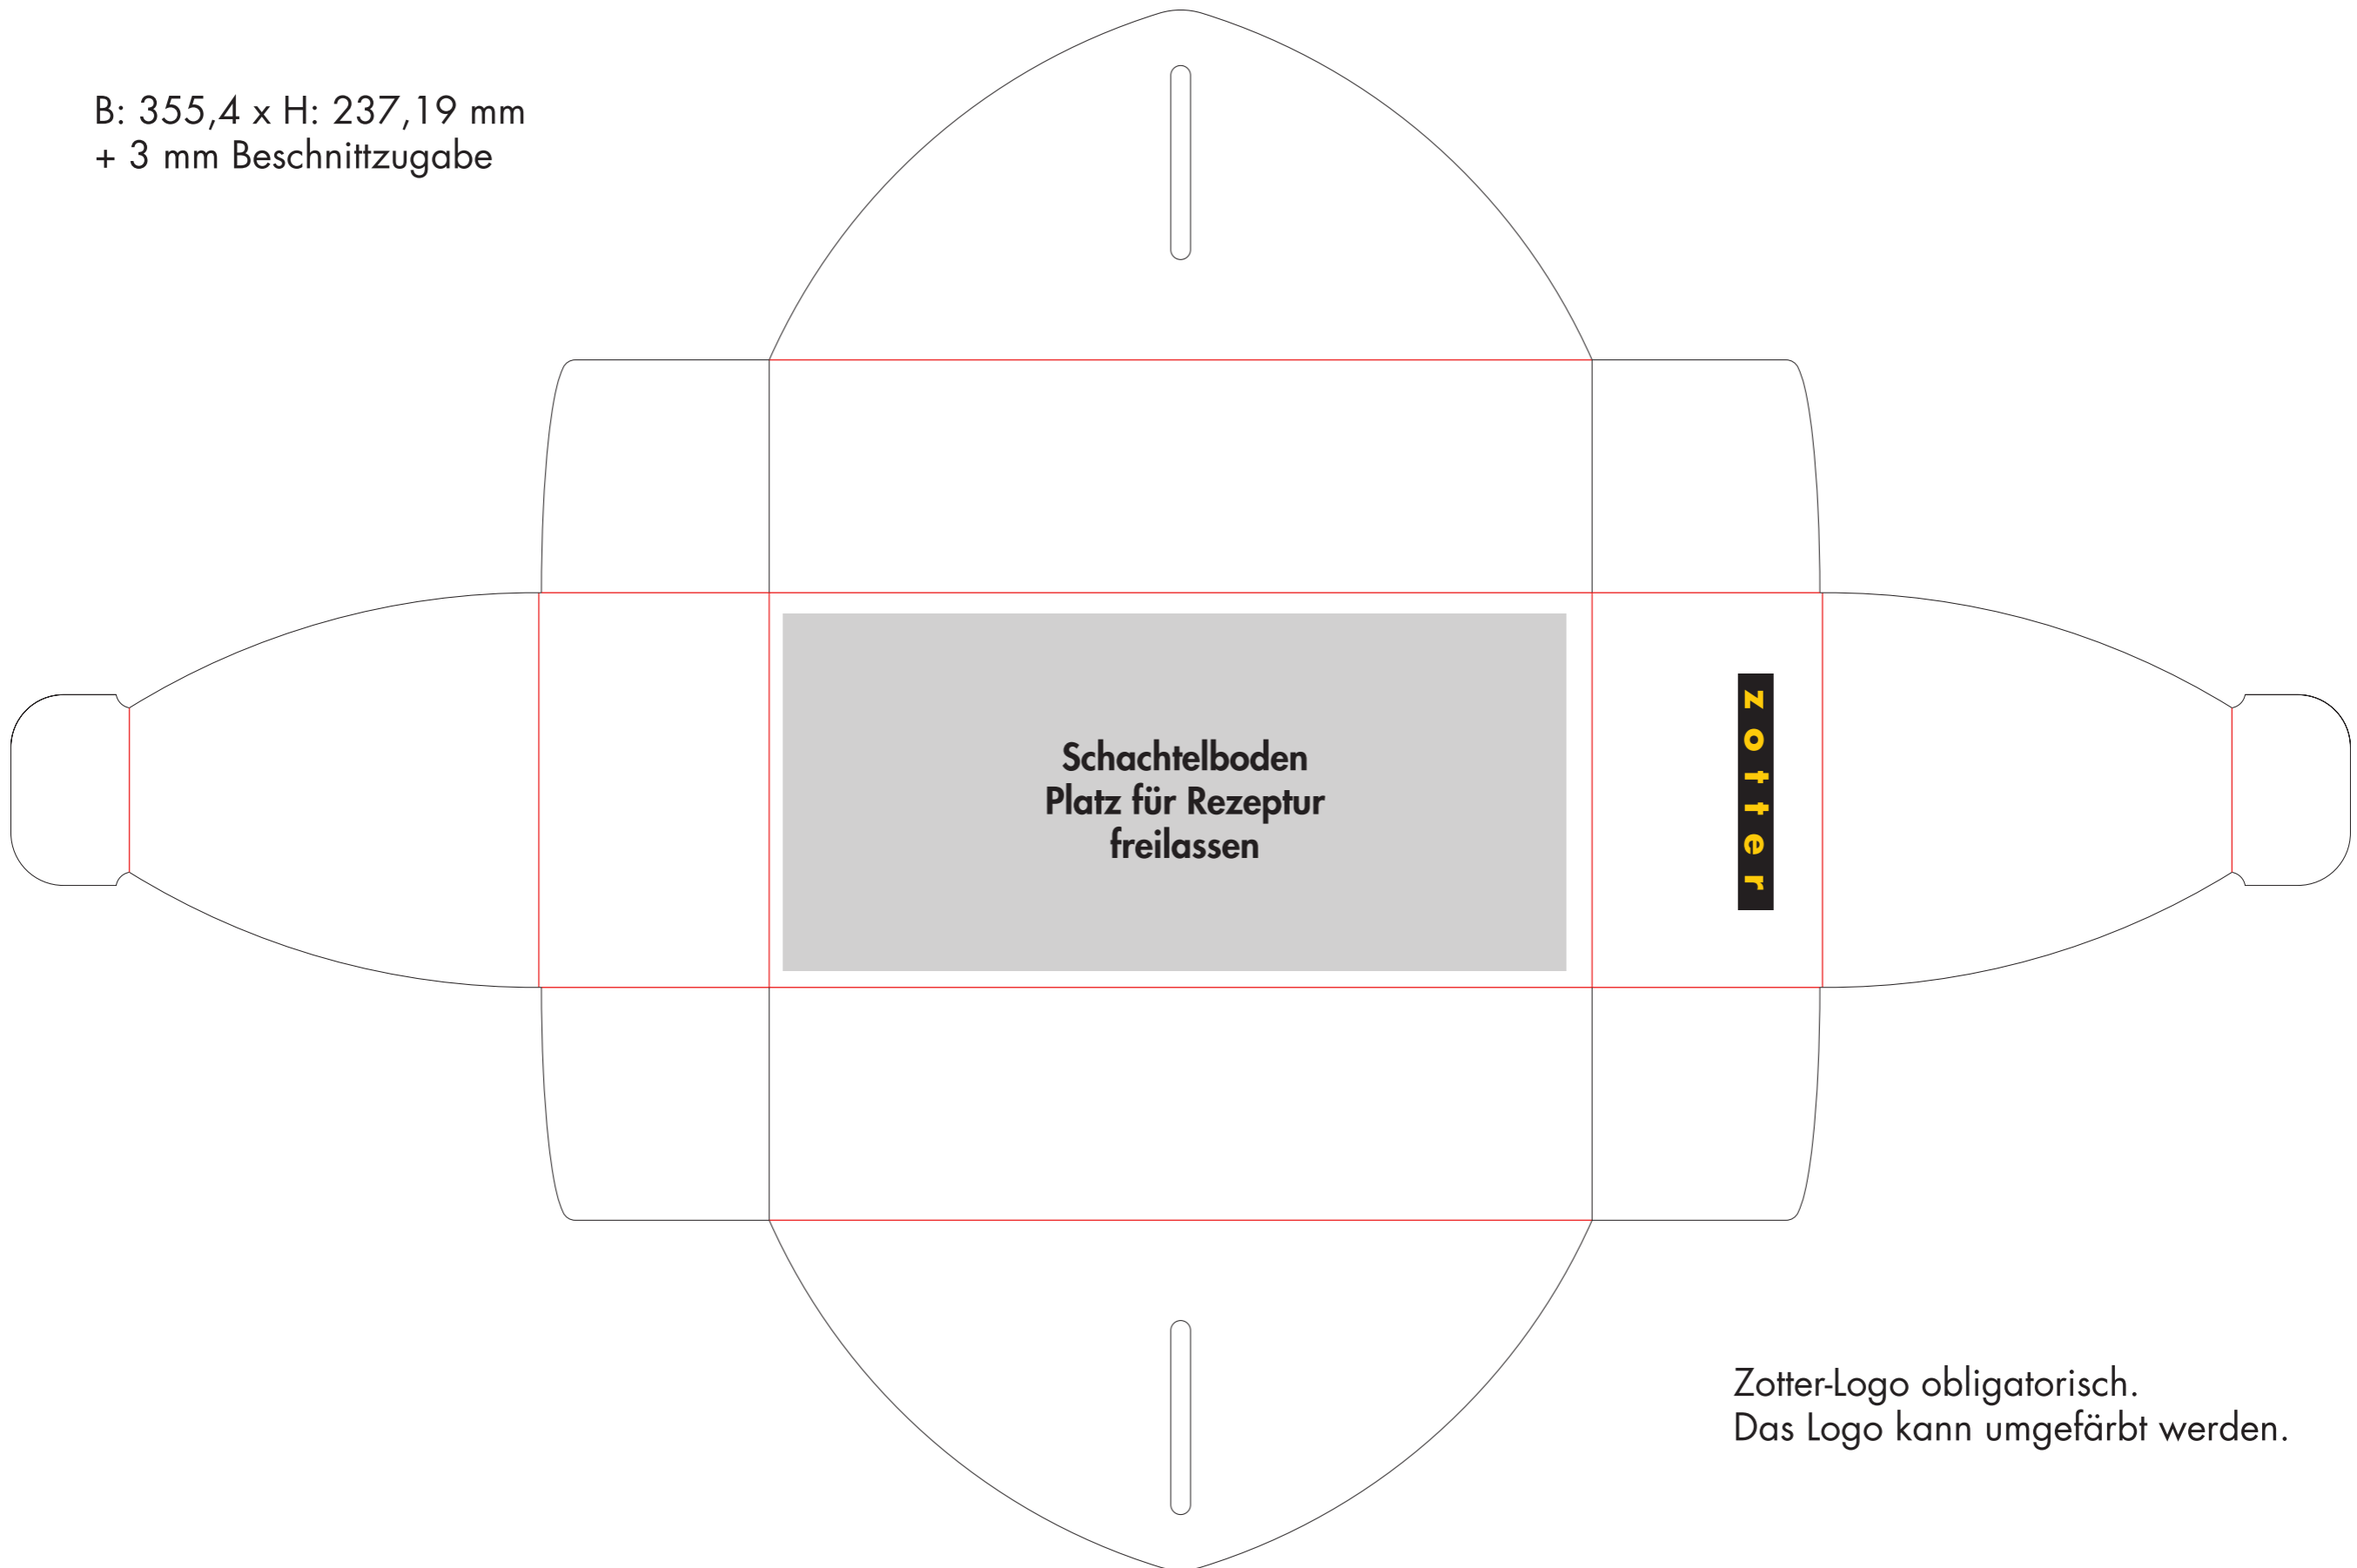 B: 355,4 x H: 237,19 mm
+ 3 mm Beschnittzugabe
Schachtelboden
Platz für Rezeptur
freilassen
zotter
Zotter-Logo obligatorisch.
Das Logo kann umgefärbt werden.